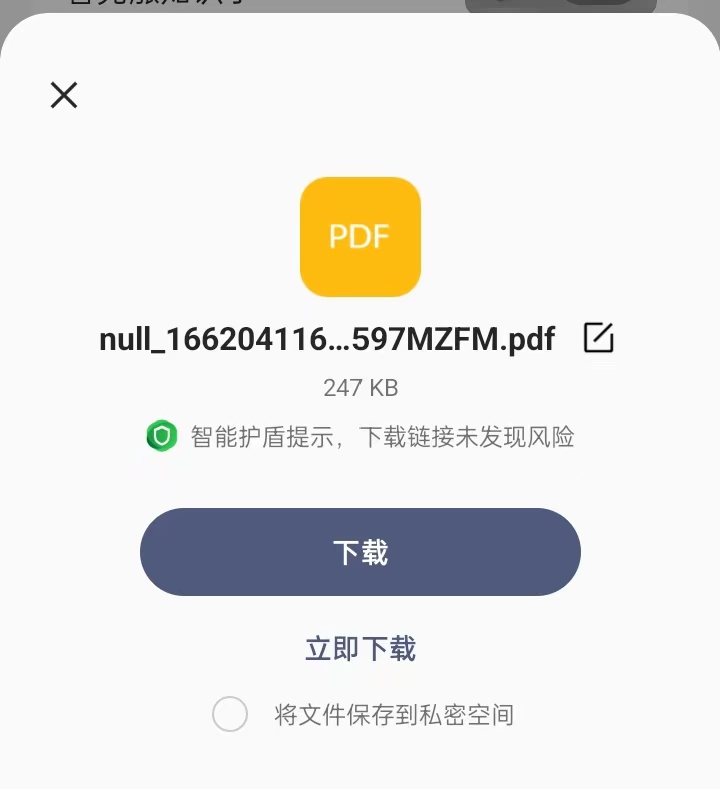 PDF
null_166204116...597MZFM.pdf
247 KB
智能护盾提示，下载链接未发现风险
下载
立即下载
将文件保存到私密空间